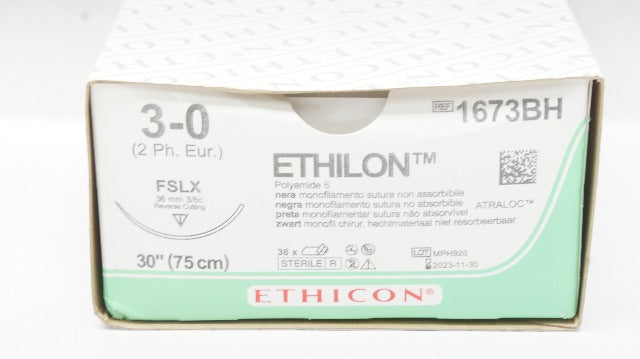 3-0
(2 Ph. Eur.)
FSLX
36 mm 3/8c
Reverse Cutting
30" (75 cm)
REF 1673BH
ETHILON™
Polyamide 6
nera monofilamento sutura non assorbibile
negra monofilamento sutura no absorbible
preta monofilamentar sutura não absorvível
zwart monofil chirur. hechtmateriaal niet resorbeerbaar
ATRALOC™
36 x
STERILE R
LOT MPH926
2023-11-30
ETHICON®